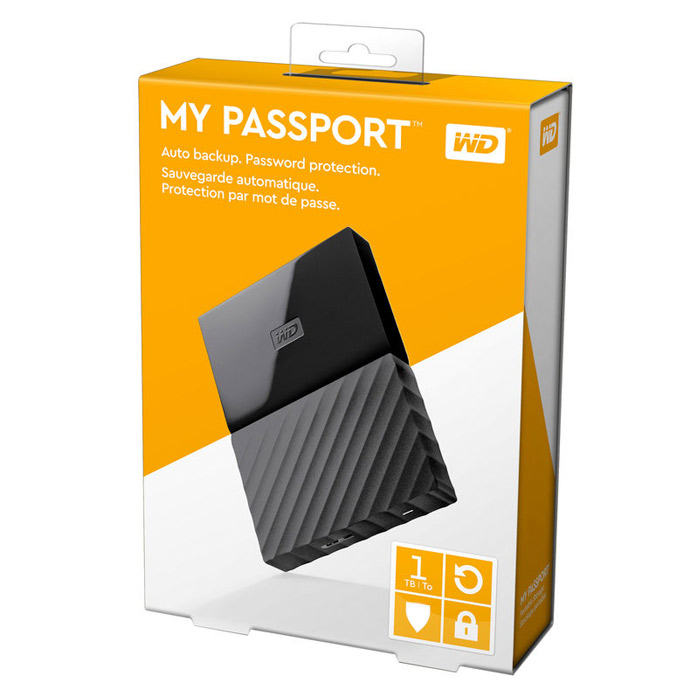 MY PASSPORT™
WD®
Auto backup. Password protection.
Sauvegarde automatique.
Protection par mot de passe.
WD
1
TB | To
WD
MY PASSPORT™